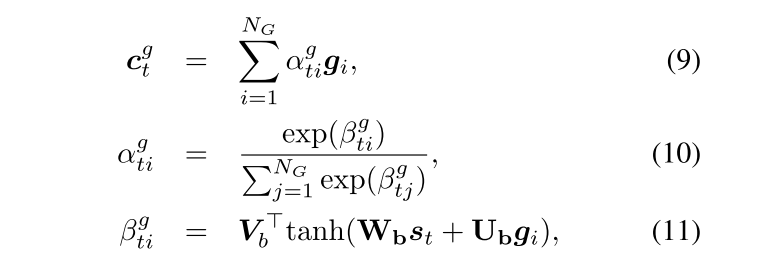 c_t^g = \sum_{i=1}^{N_G} \alpha_{ti}^g g_i, (9)
\alpha_{ti}^g = \frac{\exp(\beta_{ti}^g)}{\sum_{j=1}^{N_G} \exp(\beta_{tj}^g)}, (10)
\beta_{ti}^g = V_b^\top \tanh(W_b s_t + U_b g_i), (11)